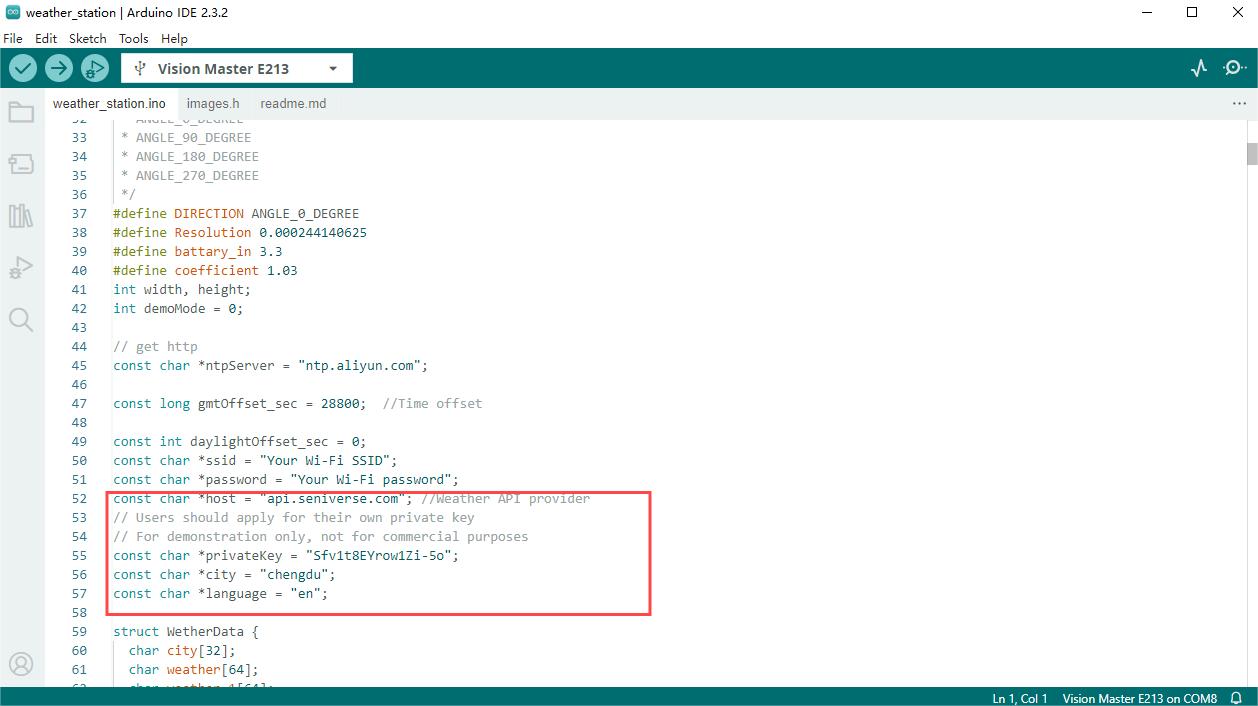 weather_station | Arduino IDE 2.3.2
File Edit Sketch Tools Help
Vision Master E213
weather_station.ino images.h readme.md
32 * ANGLE_0_DEGREE
33 * ANGLE_90_DEGREE
34 * ANGLE_180_DEGREE
35 * ANGLE_270_DEGREE
36 */
37 #define DIRECTION ANGLE_0_DEGREE
38 #define Resolution 0.000244140625
39 #define battary_in 3.3
40 #define coefficient 1.03
41 int width, height;
42 int demoMode = 0;
43
44 // get http
45 const char *ntpServer = "ntp.aliyun.com";
46
47 const long gmtOffset_sec = 28800; //Time offset
48
49 const int daylightOffset_sec = 0;
50 const char *ssid = "Your Wi-Fi SSID";
51 const char *password = "Your Wi-Fi password";
52 const char *host = "api.seniverse.com"; //Weather API provider
53 // Users should apply for their own private key
54 // For demonstration only, not for commercial purposes
55 const char *privateKey = "Sfv1t8EYrow1Zi-5o";
56 const char *city = "chengdu";
57 const char *language = "en";
58
59 struct WetherData {
60 char city[32];
61 char weather[64];
62 char weather_1[64];
Ln 1, Col 1 Vision Master E213 on COM8